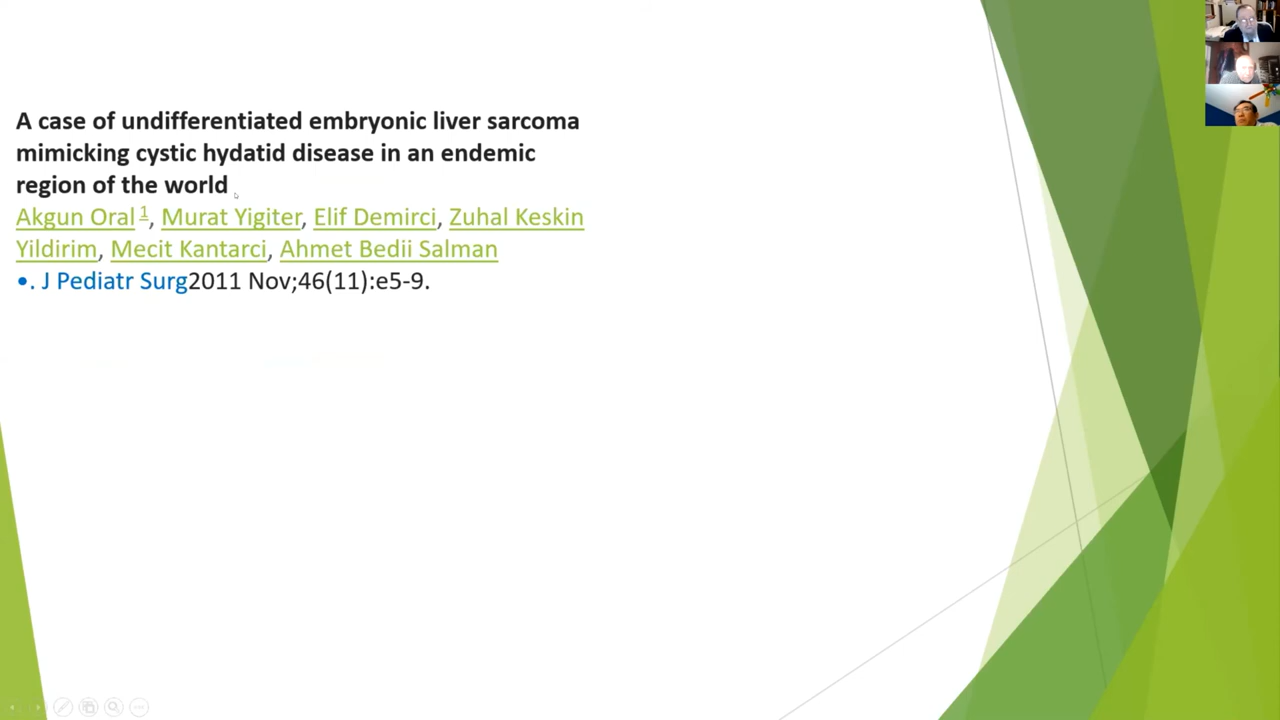 A case of undifferentiated embryonic liver sarcoma
mimicking cystic hydatid disease in an endemic
region of the world
Akgun Oral 1, Murat Yigiter, Elif Demirci, Zuhal Keskin
Yildirim, Mecit Kantarci, Ahmet Bedii Salman
•. J Pediatr Surg2011 Nov;46(11):e5-9.